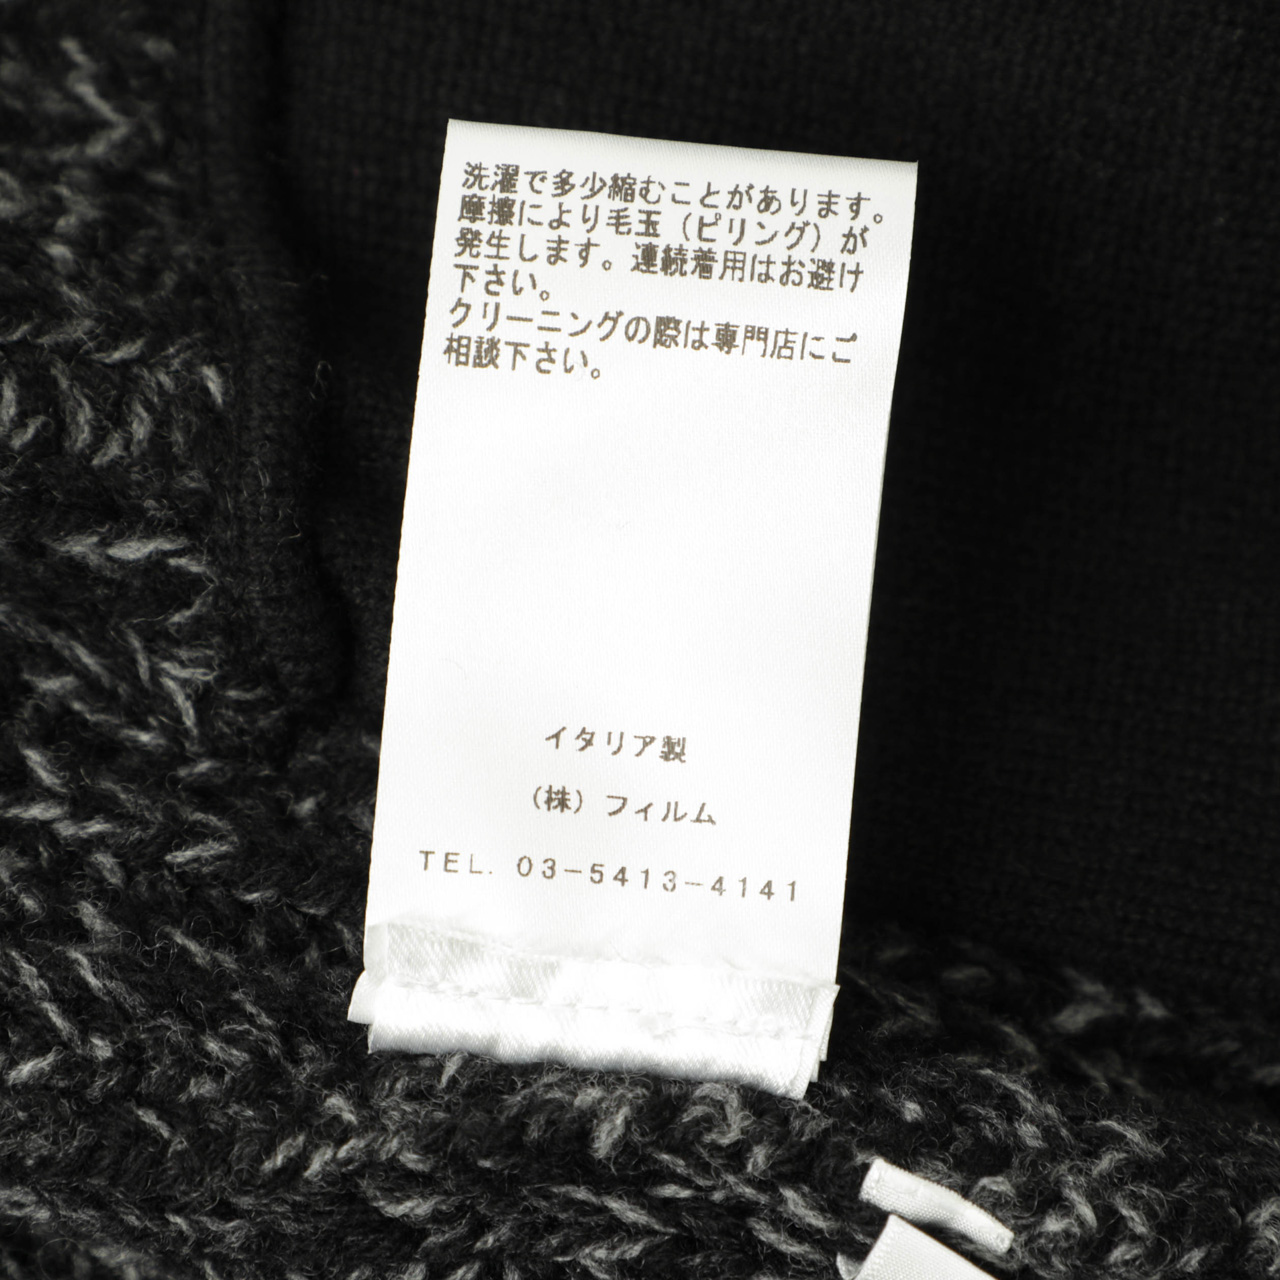 洗濯で多少縮むことがあります。
摩擦により毛玉（ピリング）が
発生します。連続着用はお避け
下さい。
クリーニングの際は専門店にご
相談下さい。
イタリア製
（株）フィルム
TEL. 03-5413-4141